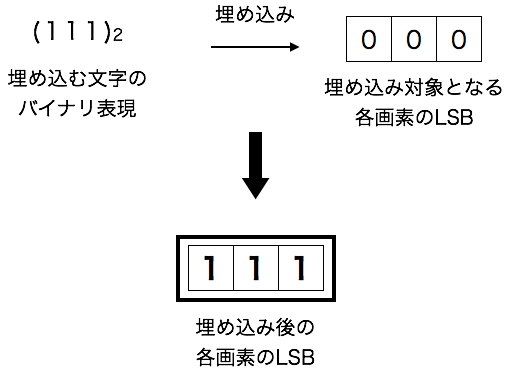 (111)2
埋め込み
0 0 0
埋め込む文字の
バイナリ表現
埋め込み対象となる
各画素のLSB
1 1 1
埋め込み後の
各画素のLSB